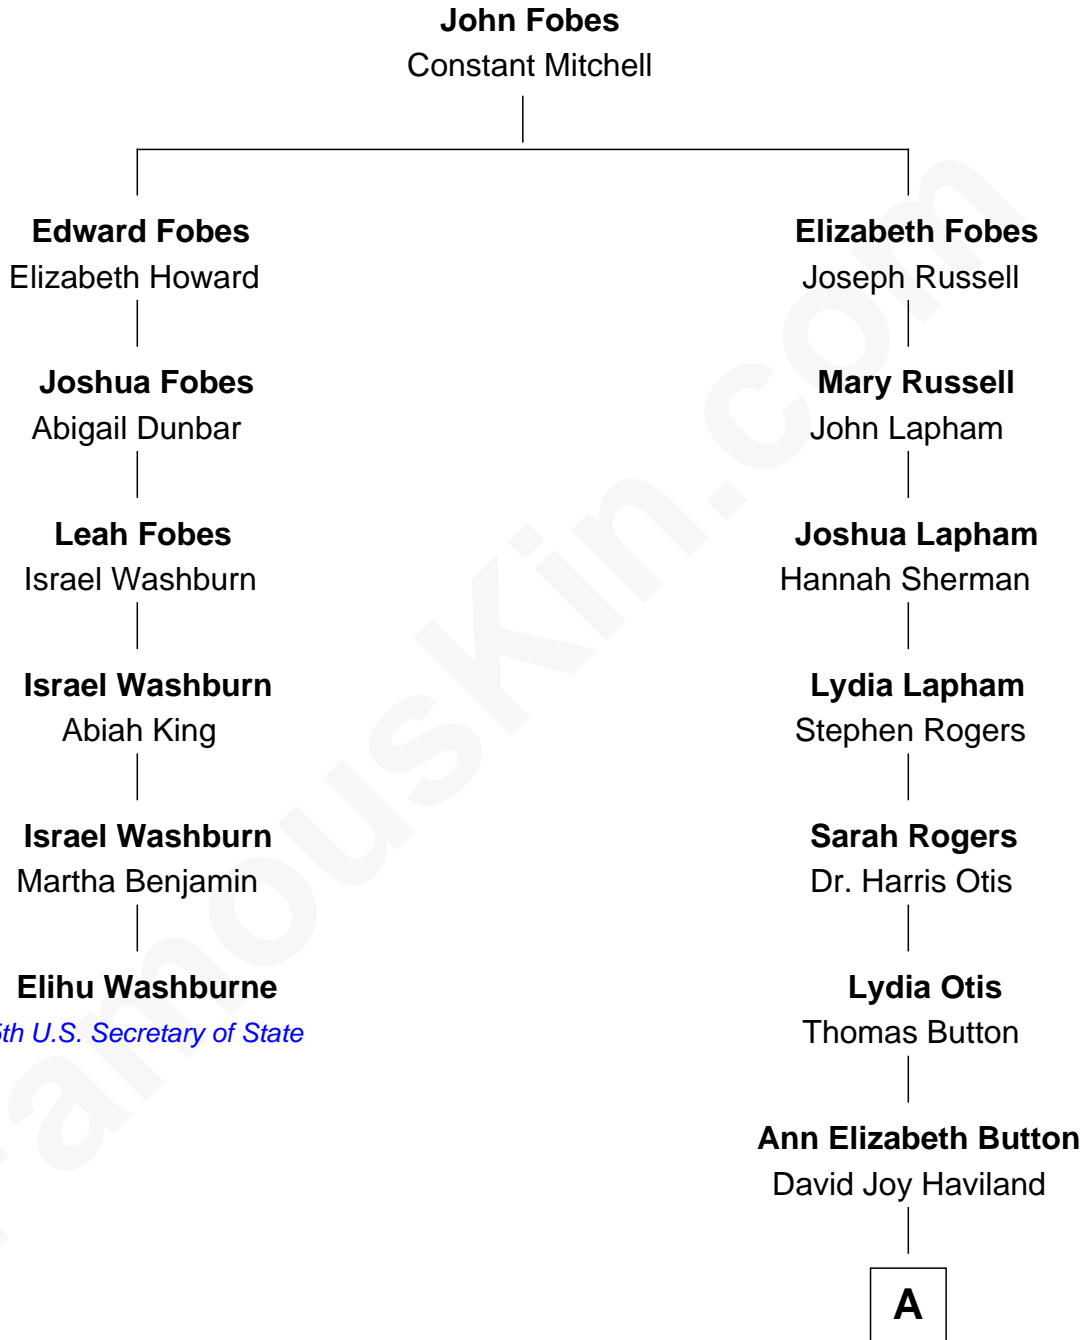 John Fobes
Constant Mitchell
Edward Fobes
Elizabeth Howard
Elizabeth Fobes
Joseph Russell
Joshua Fobes
Abigail Dunbar
Mary Russell
John Lapham
Leah Fobes
Israel Washburn
Joshua Lapham
Hannah Sherman
Israel Washburn
Abiah King
Lydia Lapham
Stephen Rogers
Israel Washburn
Martha Benjamin
Sarah Rogers
Dr. Harris Otis
Elihu Washburne
5th U.S. Secretary of State
Lydia Otis
Thomas Button
Ann Elizabeth Button
David Joy Haviland
A
FamousKin.com